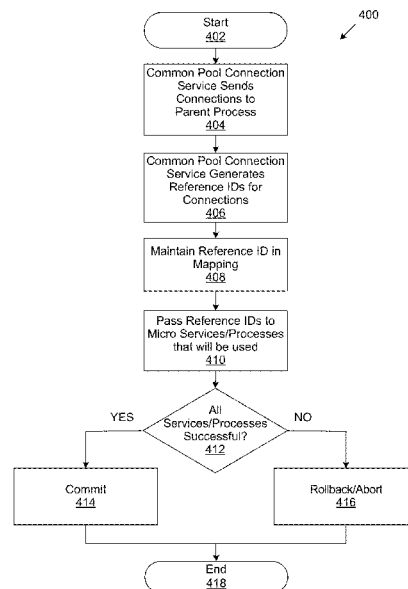 400
Start
402
Common Pool Connection
Service Sends
Connections to
Parent Process
404
Common Pool Connection
Service Generates
Reference IDs for
Connections
406
Maintain Reference ID in
Mapping
408
Pass Reference IDs to
Micro Services/Processes
that will be used
410
All
Services/Processes
Successful?
412
YES
NO
Commit
414
Rollback/Abort
416
End
418